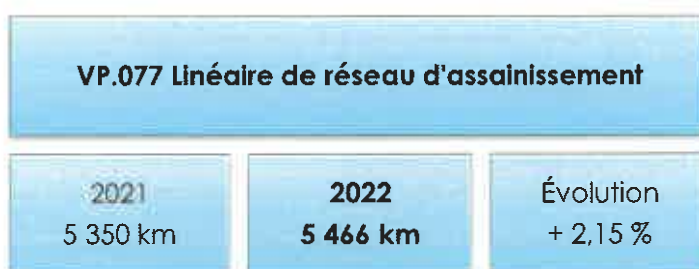 VP.077 Linéaire de réseau d'assainissement
2021
5 350 km
2022
5 466 km
Évolution
+ 2,15 %